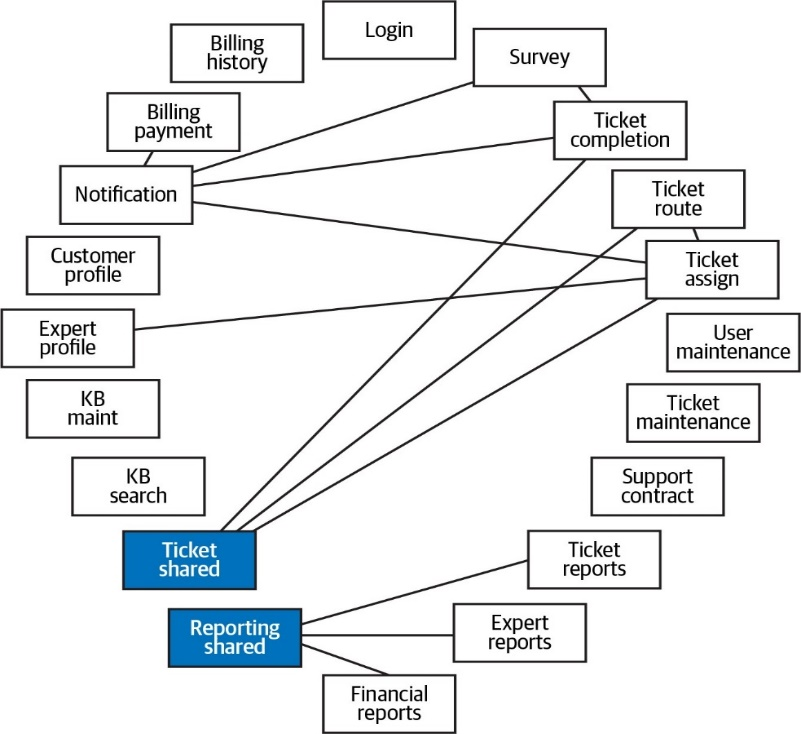 Login
Billing
history
Survey
Billing
payment
Ticket
completion
Notification
Ticket
route
Customer
profile
Ticket
assign
Expert
profile
User
maintenance
KB
maint
Ticket
maintenance
KB
search
Support
contract
Ticket
shared
Ticket
reports
Reporting
shared
Expert
reports
Financial
reports